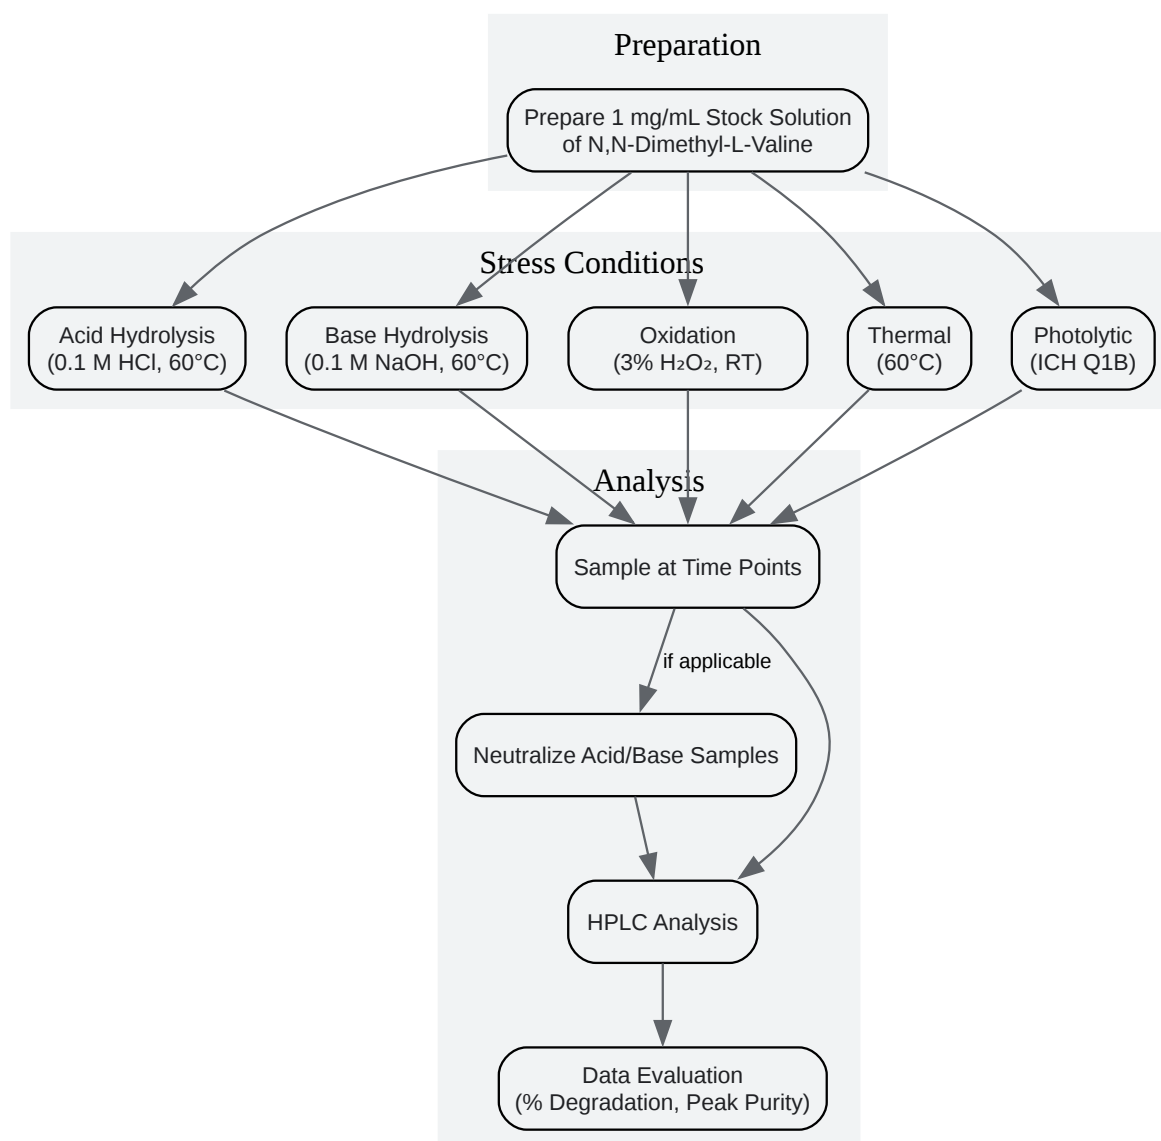 Preparation
Prepare 1 mg/mL Stock Solution
of N,N-Dimethyl-L-Valine
Stress Conditions
Acid Hydrolysis
(0.1 M HCl, 60°C)
Base Hydrolysis
(0.1 M NaOH, 60°C)
Oxidation
(3% H₂O₂, RT)
Thermal
(60°C)
Photolytic
(ICH Q1B)
Analysis
Sample at Time Points
if applicable
Neutralize Acid/Base Samples
HPLC Analysis
Data Evaluation
(% Degradation, Peak Purity)